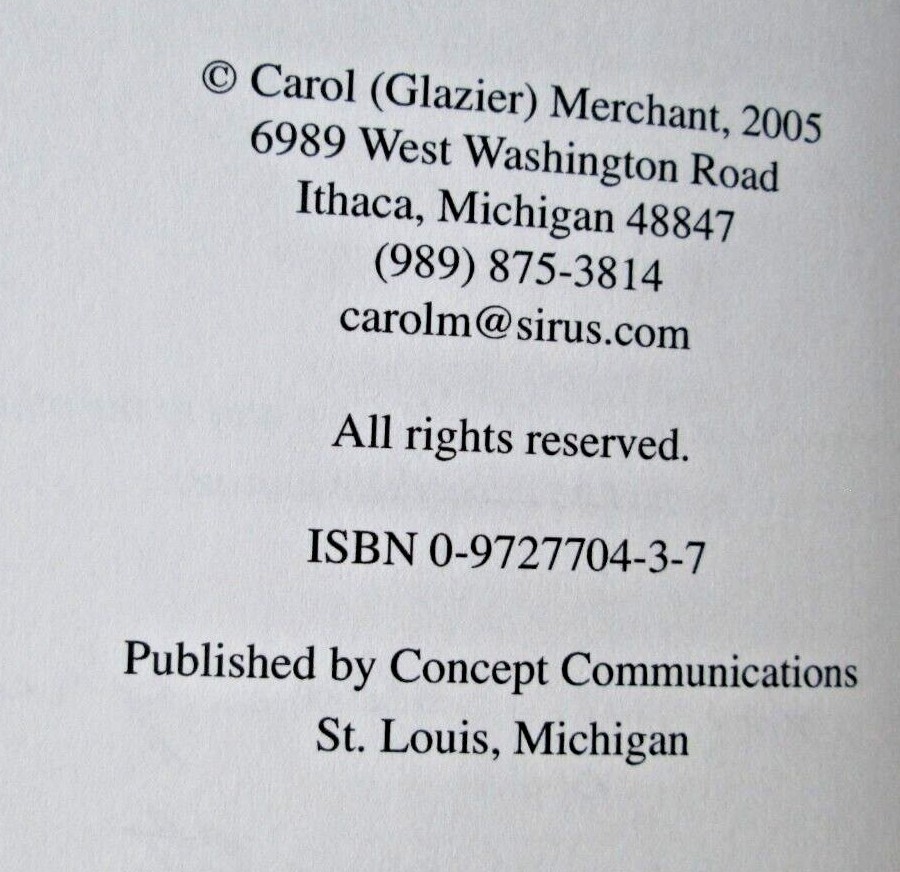 © Carol (Glazier) Merchant, 2005
6989 West Washington Road
Ithaca, Michigan 48847
(989) 875-3814
carolm@sirus.com
All rights reserved.
ISBN 0-9727704-3-7
Published by Concept Communications
St. Louis, Michigan